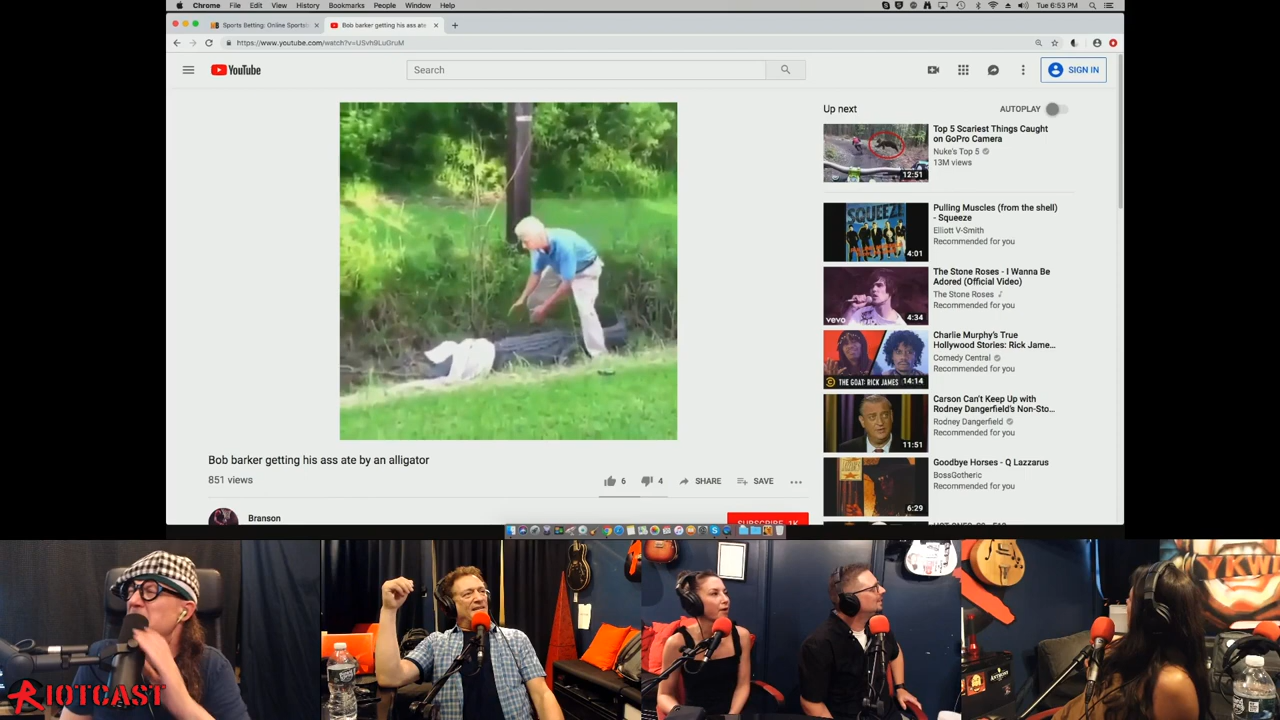 Chrome File Edit View History Bookmarks People Window Help
Tue 6:53 PM
Sports Betting: Online Sports
Bob barker getting his ass ate
YouTube
Search
SIGN IN
Up next
AUTOPLAY
Top 5 Scariest Things Caught
on GoPro Camera
Nuke's Top 5
13M views
12:51
Pulling Muscles (from the shell)
- Squeeze
Elliott V-Smith
Recommended for you
SQUEEZE
4:01
The Stone Roses - I Wanna Be
Adored (Official Video)
The Stone Roses
Recommended for you
vevo
4:34
Charlie Murphy's True
Hollywood Stories: Rick Jame...
Comedy Central
Recommended for you
THE GOAT: RICK JAMES
14:14
Carson Can't Keep Up with
Rodney Dangerfield's Non-Sto...
Rodney Dangerfield
Recommended for you
11:51
Goodbye Horses - Q Lazzarus
BossGotheric
Recommended for you
6:29
Bob barker getting his ass ate by an alligator
851 views
6
4
SHARE
SAVE
Branson
SUBSCRIBE 1K
RIOTCAST
YKWD